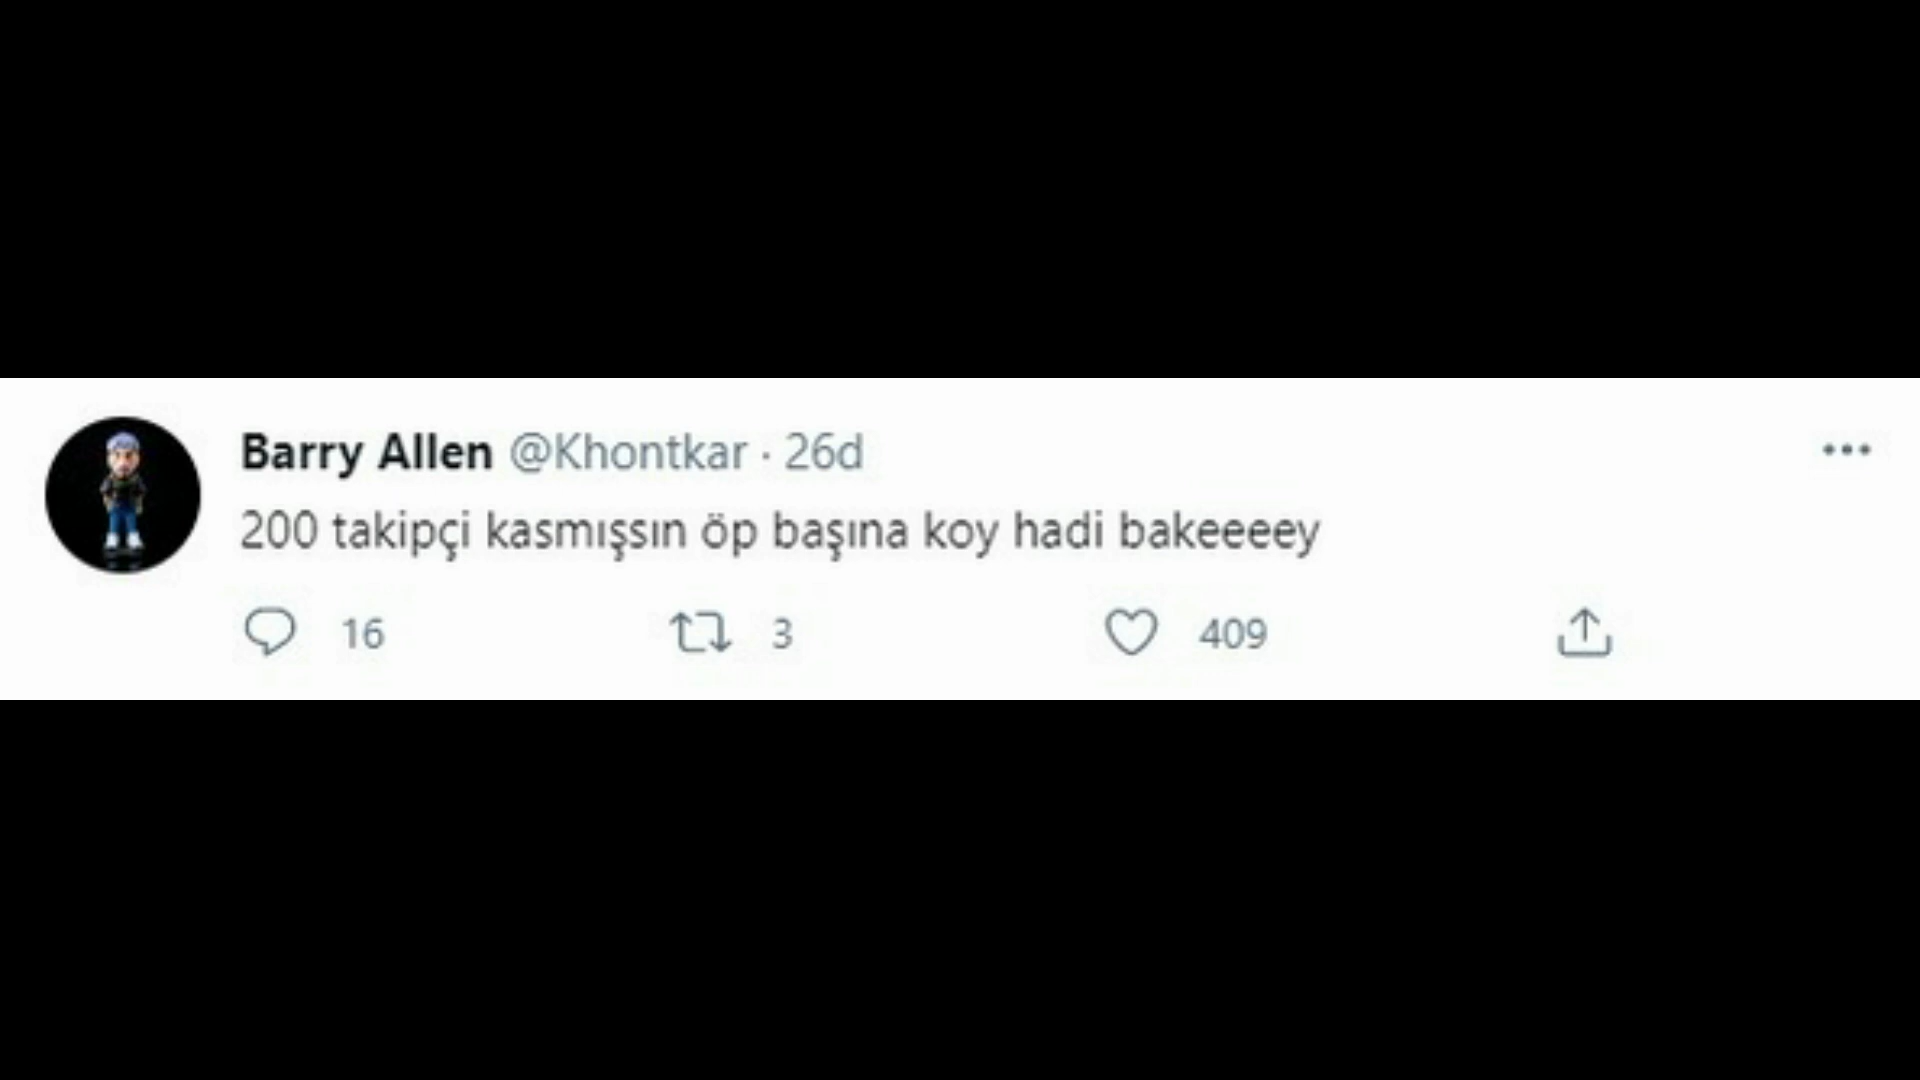 Barry Allen @Khontkar · 26d
200 takipçi kasmışsın öp başına koy hadi bakeeeey
16 3 409